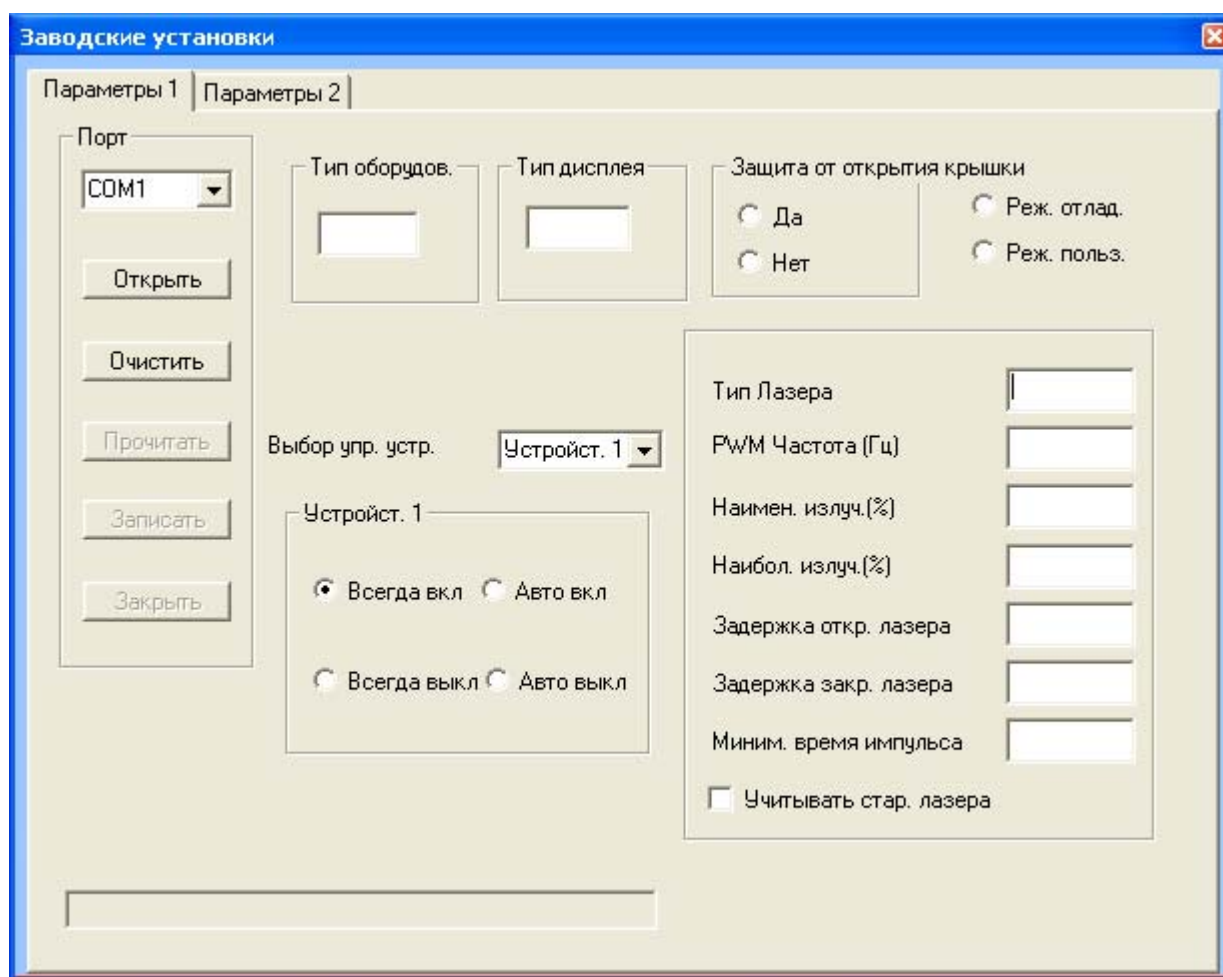 Заводские установки
Параметры 1
Параметры 2
Порт
COM1
Открыть
Очистить
Прочитать
Записать
Закрыть
Тип оборудов.
Тип дисплея
Защита от открытия крышки
Да
Нет
Реж. отлад.
Реж. польз.
Выбор упр. устр.
Устройст. 1
Устройст. 1
Всегда вкл
Авто вкл
Всегда выкл
Авто выкл
Тип Лазера
PWM Частота (Гц)
Наимен. излуч.(%)
Наибол. излуч.(%)
Задержка откр. лазера
Задержка закр. лазера
Миним. время импульса
Учитывать стар. лазера